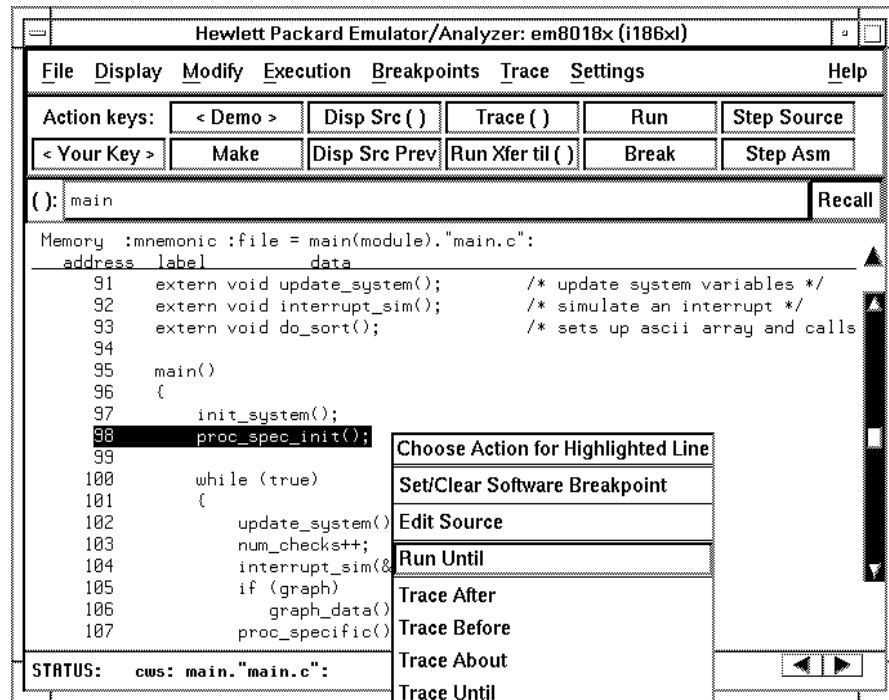 Hewlett Packard Emulator/Analyzer: em8018x (i186xl)
File Display Modify Execution Breakpoints Trace Settings Help
Action keys: < Demo > Disp Src ( ) Trace ( ) Run Step Source
< Your Key > Make Disp Src Prev Run Xfer til ( ) Break Step Asm
( ): main Recall
Memory :mnemonic :file = main(module)."main.c":
address label data
91 extern void update_system(); /* update system variables */
92 extern void interrupt_sim(); /* simulate an interrupt */
93 extern void do_sort(); /* sets up ascii array and calls
94
95 main()
96 {
97 init_system();
98 proc_spec_init();
99
100 while (true)
101 {
102 update_system()
103 num_checks++;
104 interrupt_sim(&
105 if (graph)
106 graph_data()
107 proc_specific()
Choose Action for Highlighted Line
Set/Clear Software Breakpoint
Edit Source
Run Until
Trace After
Trace Before
Trace About
Trace Until
STATUS: cws: main."main.c":